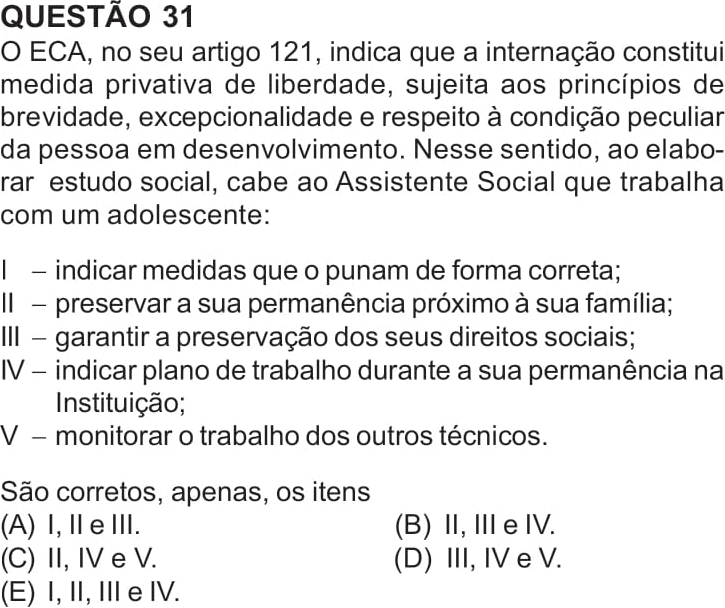 QUESTÃO 31
O ECA, no seu artigo 121, indica que a internação constitui
medida privativa de liberdade, sujeita aos princípios de
brevidade, excepcionalidade e respeito à condição peculiar
da pessoa em desenvolvimento. Nesse sentido, ao elabo-
rar estudo social, cabe ao Assistente Social que trabalha
com um adolescente:
I – indicar medidas que o punam de forma correta;
II – preservar a sua permanência próximo à sua família;
III – garantir a preservação dos seus direitos sociais;
IV – indicar plano de trabalho durante a sua permanência na
Instituição;
V – monitorar o trabalho dos outros técnicos.
São corretos, apenas, os itens
(A) I, II e III. (B) II, III e IV.
(C) II, IV e V. (D) III, IV e V.
(E) I, II, III e IV.